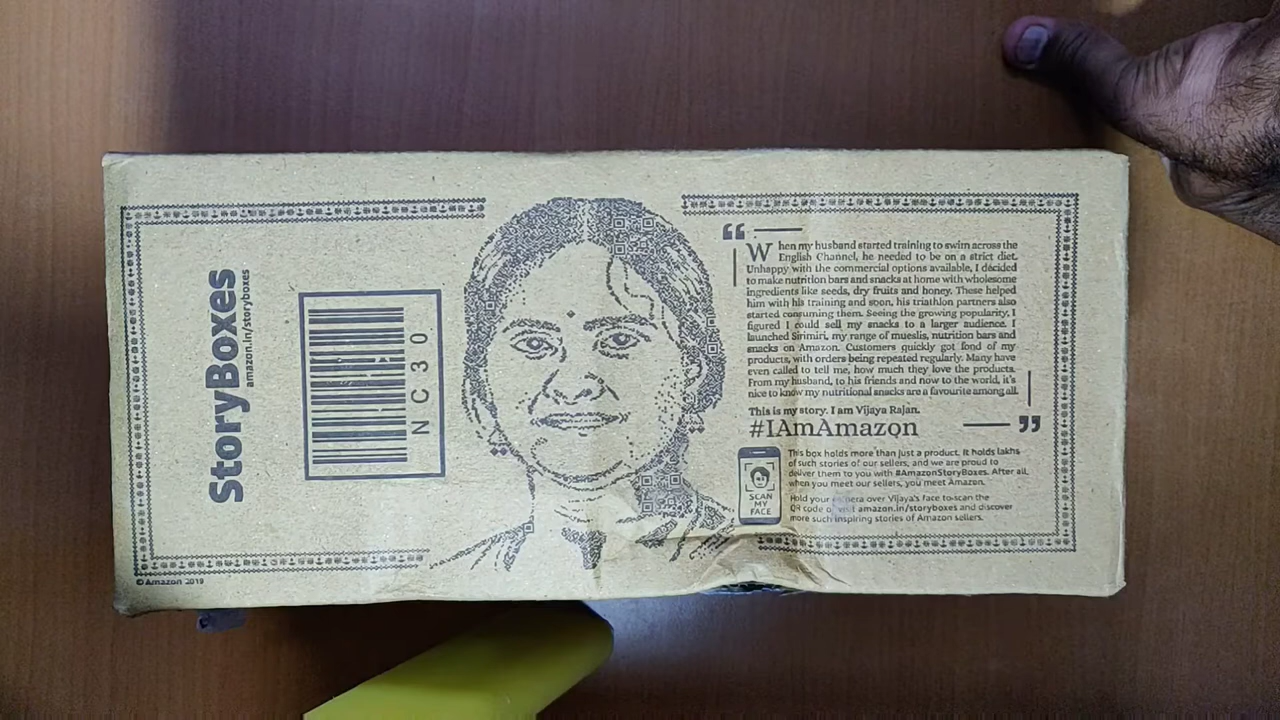 StoryBoxes
amazon.in/storyboxes
NC30
“
When my husband started training to swim across the
English Channel, he needed to be on a strict diet.
Unhappy with the commercial options available, I decided
to make nutrition bars and snacks at home with wholesome
ingredients like seeds, dry fruits and honey. These helped
him with his training and soon, his triathlon partners also
started consuming them. Seeing the growing popularity, I
figured I could sell my snacks to a larger audience. I
launched Sirimiri, my range of mueslis, nutrition bars and
snacks on Amazon. Customers quickly got fond of my
products, with orders being repeated regularly. Many have
even called to tell me, how much they love the products.
From my husband, to his friends and now to the world, it's
nice to know my nutritional snacks are a favourite among all.
This is my story. I am Vijaya Rajan.
#IAmAmazon
”
SCAN
MY
FACE
This box holds more than just a product. It holds lakhs
of such stories of our sellers, and we are proud to
deliver them to you with #AmazonStoryBoxes. After all,
when you meet our sellers, you meet Amazon.
Hold your camera over Vijaya's face to scan the
QR code or visit amazon.in/storyboxes and discover
more such inspiring stories of Amazon sellers.
© Amazon 2019